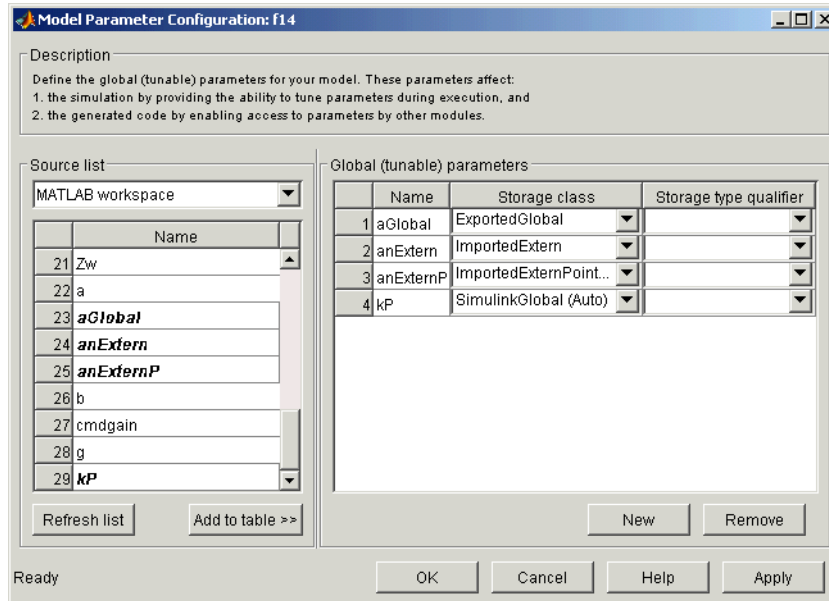 Model Parameter Configuration: f14
Description
Define the global (tunable) parameters for your model. These parameters affect:
1. the simulation by providing the ability to tune parameters during execution, and
2. the generated code by enabling access to parameters by other modules.
Source list
MATLAB workspace
Name
21 Zw
22 a
23 aGlobal
24 anExtern
25 anExternP
26 b
27 cmdgain
28 g
29 kP
Refresh list Add to table >>
Global (tunable) parameters
Name Storage class Storage type qualifier
1 aGlobal ExportedGlobal
2 anExtern ImportedExtern
3 anExternP ImportedExternPoint...
4 kP SimulinkGlobal (Auto)
New Remove
Ready OK Cancel Help Apply